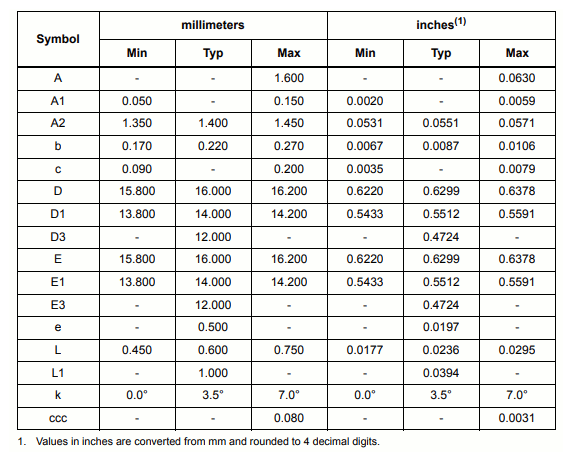 Symbol millimeters inches(1)
Min Typ Max Min Typ Max
A - - 1.600 - - 0.0630
A1 0.050 - 0.150 0.0020 - 0.0059
A2 1.350 1.400 1.450 0.0531 0.0551 0.0571
b 0.170 0.220 0.270 0.0067 0.0087 0.0106
c 0.090 - 0.200 0.0035 - 0.0079
D 15.800 16.000 16.200 0.6220 0.6299 0.6378
D1 13.800 14.000 14.200 0.5433 0.5512 0.5591
D3 - 12.000 - - 0.4724 -
E 15.800 16.000 16.200 0.6220 0.6299 0.6378
E1 13.800 14.000 14.200 0.5433 0.5512 0.5591
E3 - 12.000 - - 0.4724 -
e - 0.500 - - 0.0197 -
L 0.450 0.600 0.750 0.0177 0.0236 0.0295
L1 - 1.000 - - 0.0394 -
k 0.0° 3.5° 7.0° 0.0° 3.5° 7.0°
ccc - - 0.080 - - 0.0031
1. Values in inches are converted from mm and rounded to 4 decimal digits.